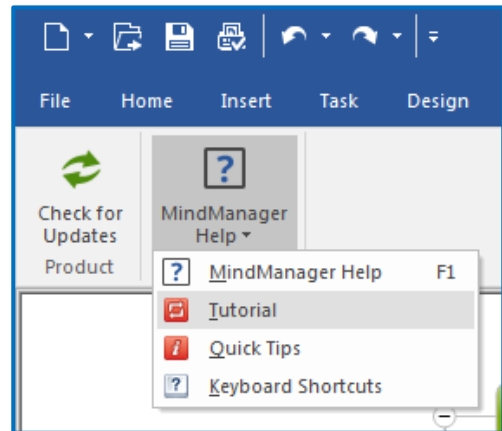 File Home Insert Task Design
Check for
Updates
Product
MindManager
Help
MindManager Help F1
Tutorial
Quick Tips
Keyboard Shortcuts